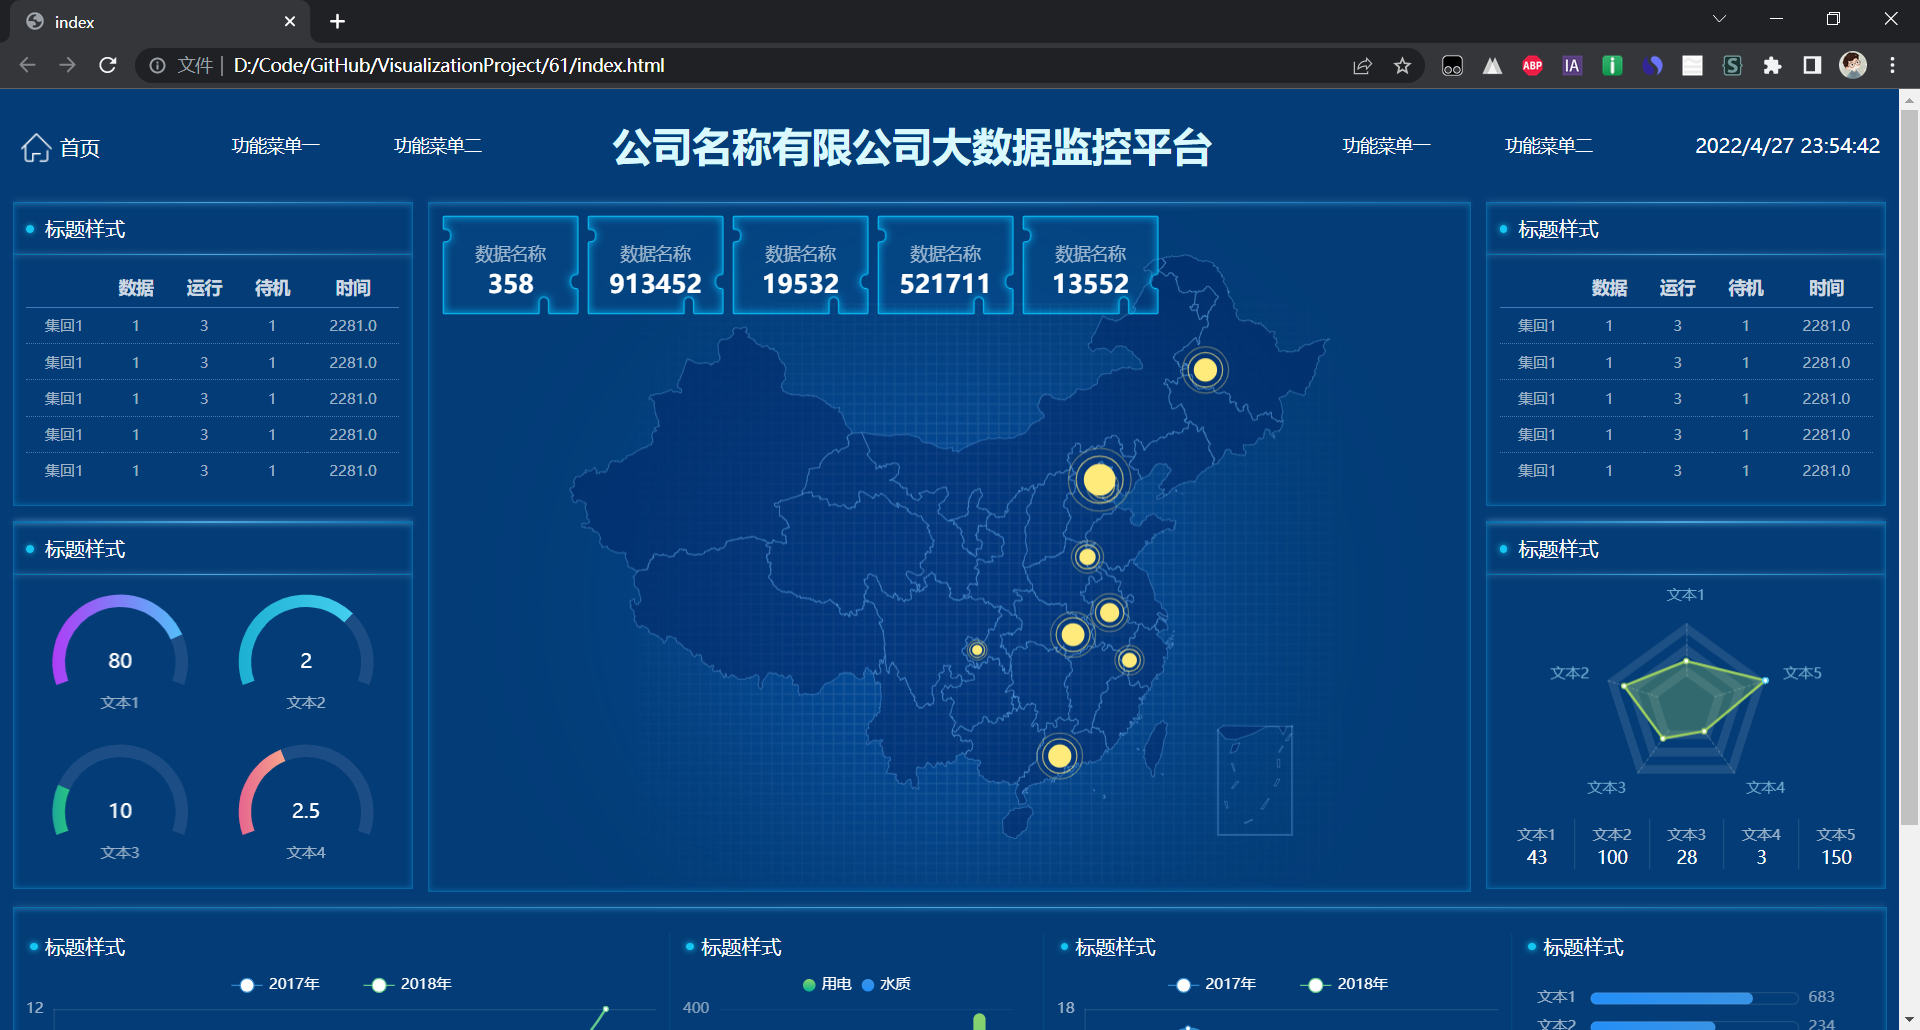 index
文件 | D:/Code/GitHub/VisualizationProject/61/index.html
ABP
IA
首页
功能菜单一
功能菜单二
公司名称有限公司大数据监控平台
功能菜单一
功能菜单二
2022/4/27 23:54:42
标题样式
数据 运行 待机 时间
集回1 1 3 1 2281.0
集回1 1 3 1 2281.0
集回1 1 3 1 2281.0
集回1 1 3 1 2281.0
集回1 1 3 1 2281.0
标题样式
80
文本1
2
文本2
10
文本3
2.5
文本4
数据名称
358
数据名称
913452
数据名称
19532
数据名称
521711
数据名称
13552
标题样式
数据 运行 待机 时间
集回1 1 3 1 2281.0
集回1 1 3 1 2281.0
集回1 1 3 1 2281.0
集回1 1 3 1 2281.0
集回1 1 3 1 2281.0
标题样式
文本1
文本2
文本5
文本3
文本4
文本1 文本2 文本3 文本4 文本5
43 100 28 3 150
标题样式
2017年 2018年
12
标题样式
用电 水质
400
标题样式
2017年 2018年
18
标题样式
文本1 683
文本2 234